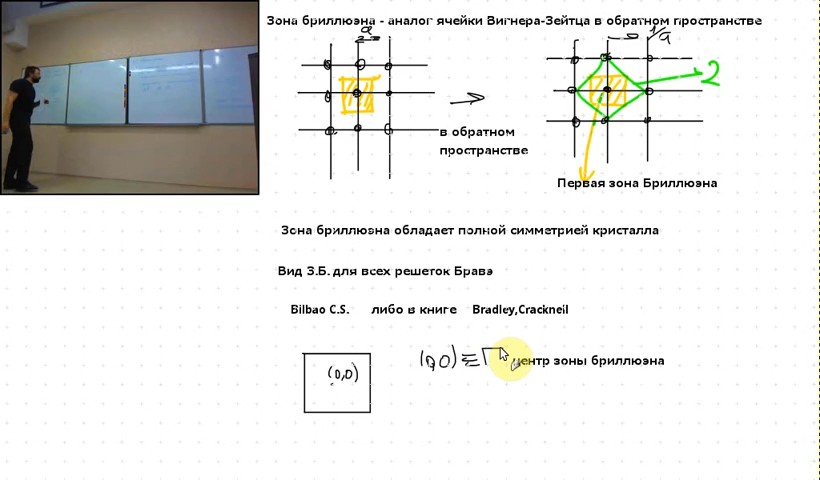 Зона бриллюэна - аналог ячейки Вигнера-Зейтца в обратном пространстве
a
1/a
2
в обратном
пространстве
Первая зона Бриллюэна
Зона бриллюэна обладает полной симметрией кристалла
Вид З.Б. для всех решеток Бравэ
Bilbao C.S. либо в книге Bradley,Cracknell
(0,0)
(0,0) ≡ Г центр зоны бриллюэна